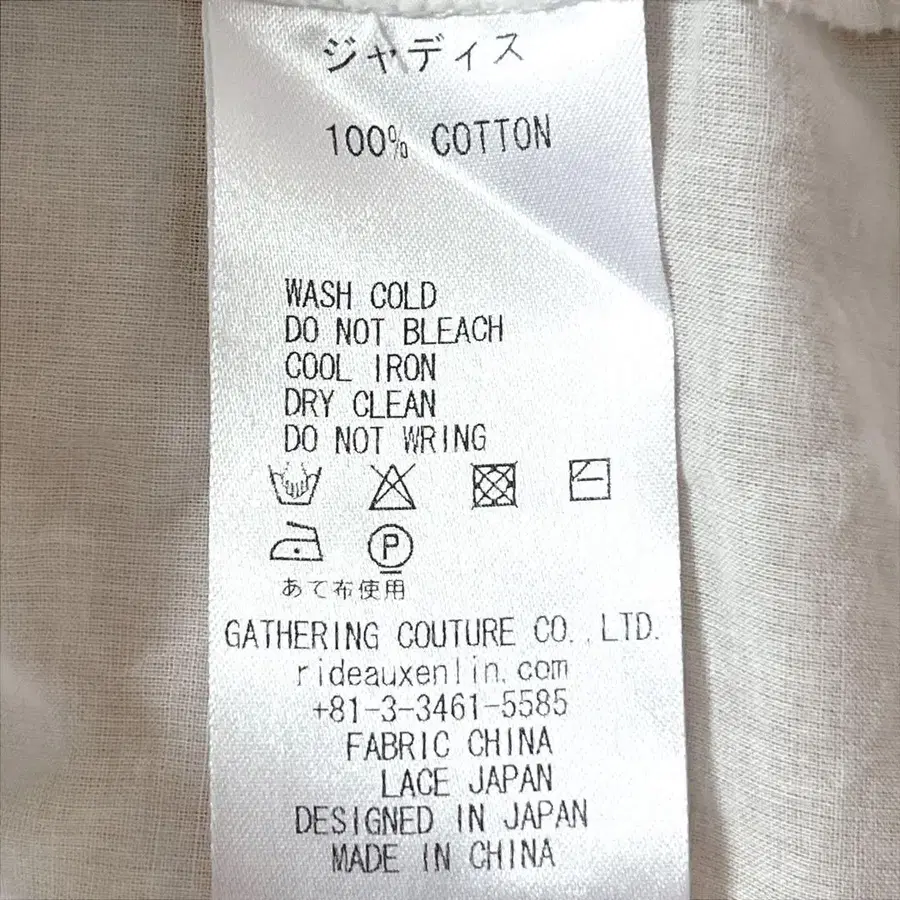 ジャディス
100% COTTON
WASH COLD
DO NOT BLEACH
COOL IRON
DRY CLEAN
DO NOT WRING
P
あて布使用
GATHERING COUTURE CO.,LTD.
rideauxenlin.com
+81-3-3461-5585
FABRIC CHINA
LACE JAPAN
DESIGNED IN JAPAN
MADE IN CHINA